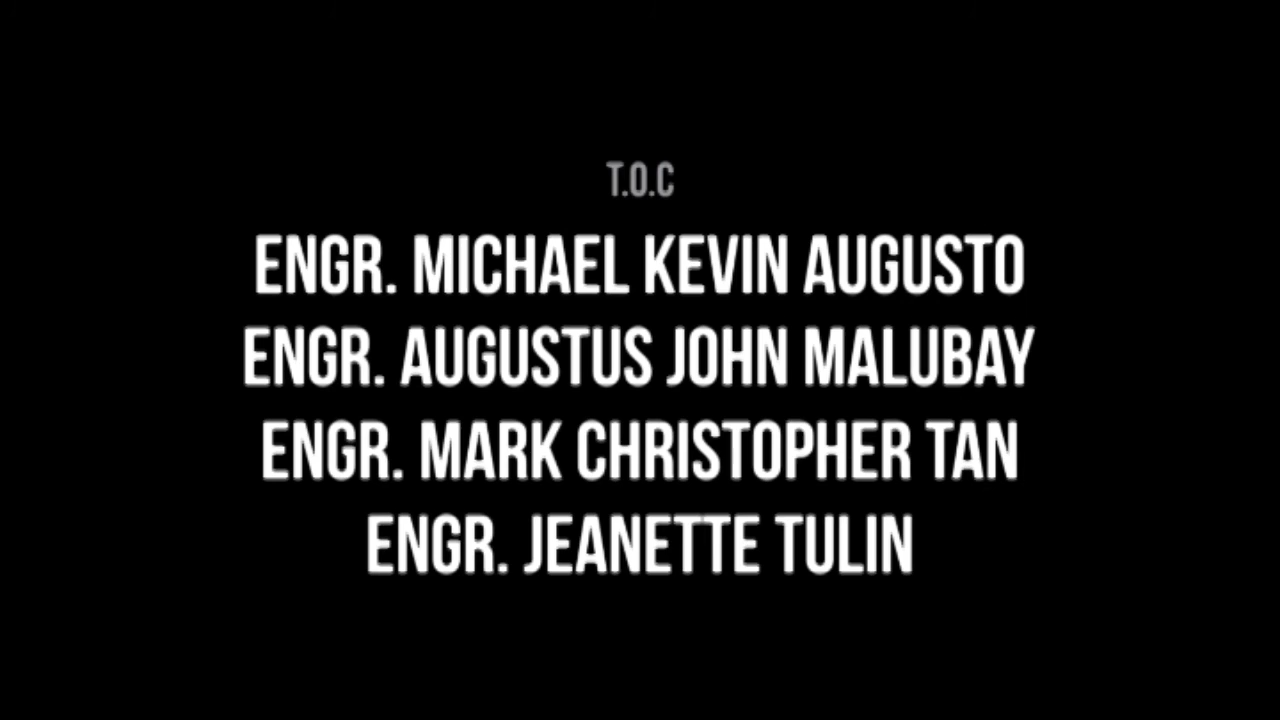 T.O.C
ENGR. MICHAEL KEVIN AUGUSTO
ENGR. AUGUSTUS JOHN MALUBAY
ENGR. MARK CHRISTOPHER TAN
ENGR. JEANETTE TULIN